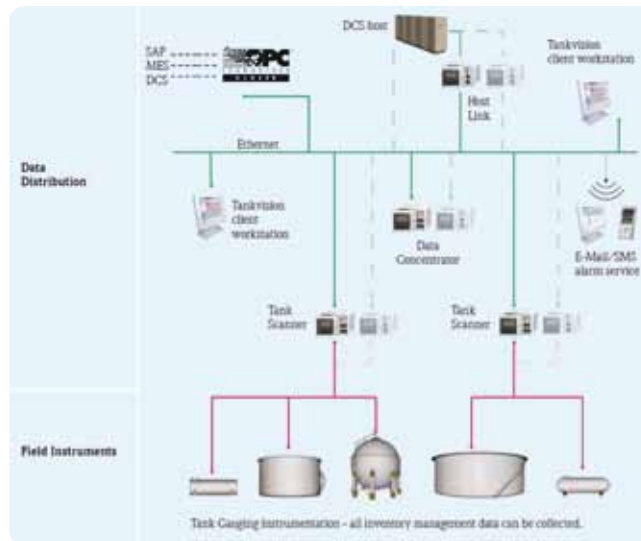 DCS host
Tankvision
client workstation
SAP
MES
DCS
OPC
Host
Link
Ethernet
Data
Distribution
Tankvision
client
workstation
Data
Concentrator
E-Mail/SMS
alarm service
Tank
Scanner
Tank
Scanner
Field Instruments
Tank Gauging Instrumentation – all inventory management data can be collected.